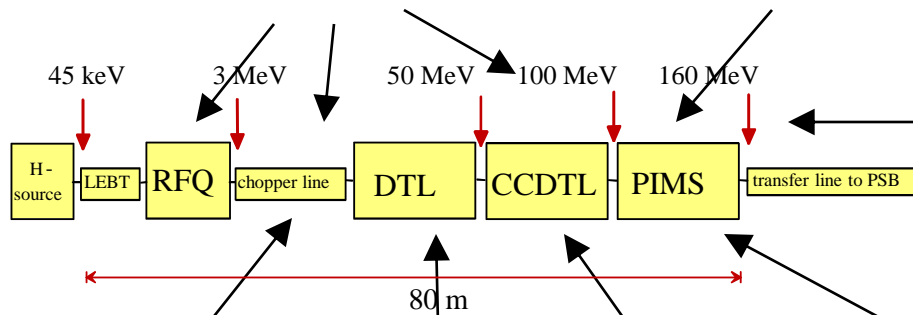 45 keV
3 MeV
50 MeV
100 MeV
160 MeV
H -
source
LEBT
RFQ
chopper line
DTL
CCDTL
PIMS
transfer line to PSB
80 m